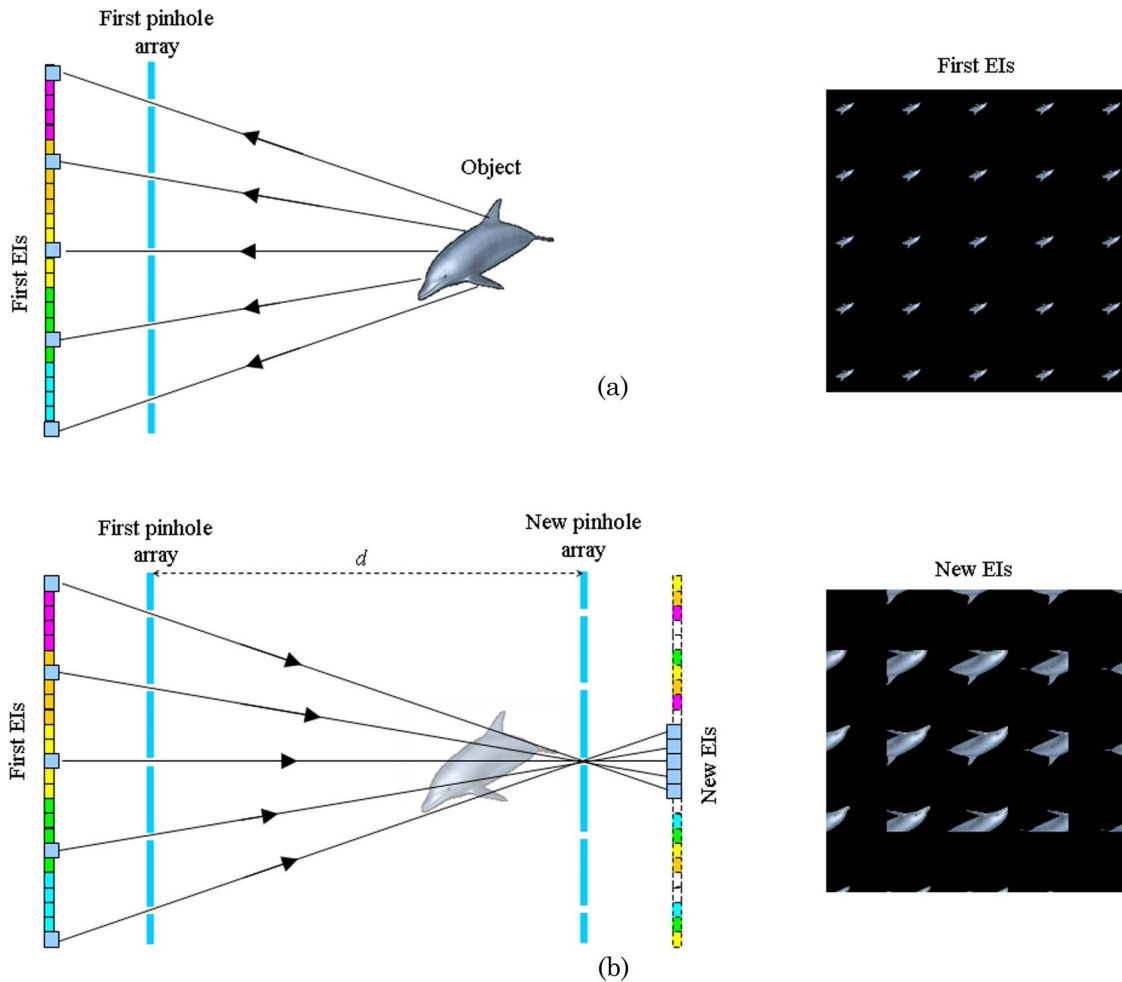 First pinhole
array
First EIs
Object
First EIs
(a)
First pinhole
array
d
New pinhole
array
New EIs
First EIs
New EIs
(b)